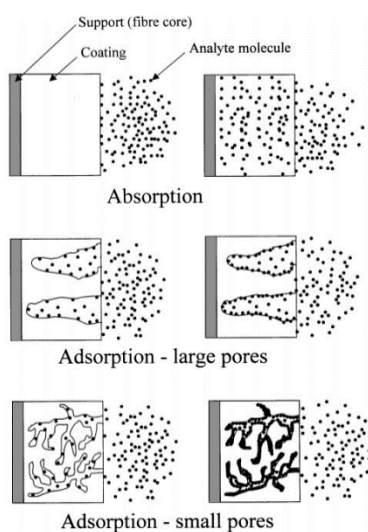 Support (fibre core)
Coating
Analyte molecule
Absorption
Adsorption - large pores
Adsorption - small pores